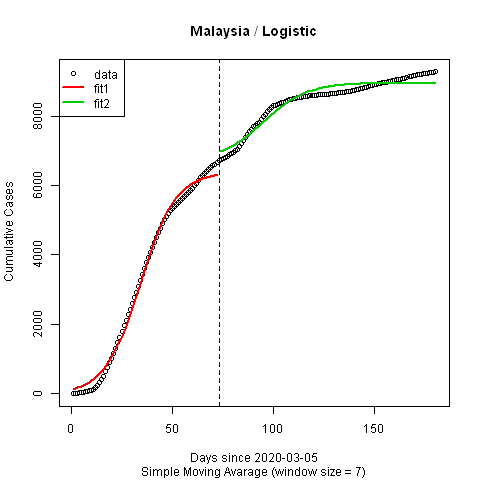 Malaysia / Logistic
data
fit1
fit2
Cumulative Cases
0
2000
4000
6000
8000
0
50
100
150
Days since 2020-03-05
Simple Moving Avarage (window size = 7)